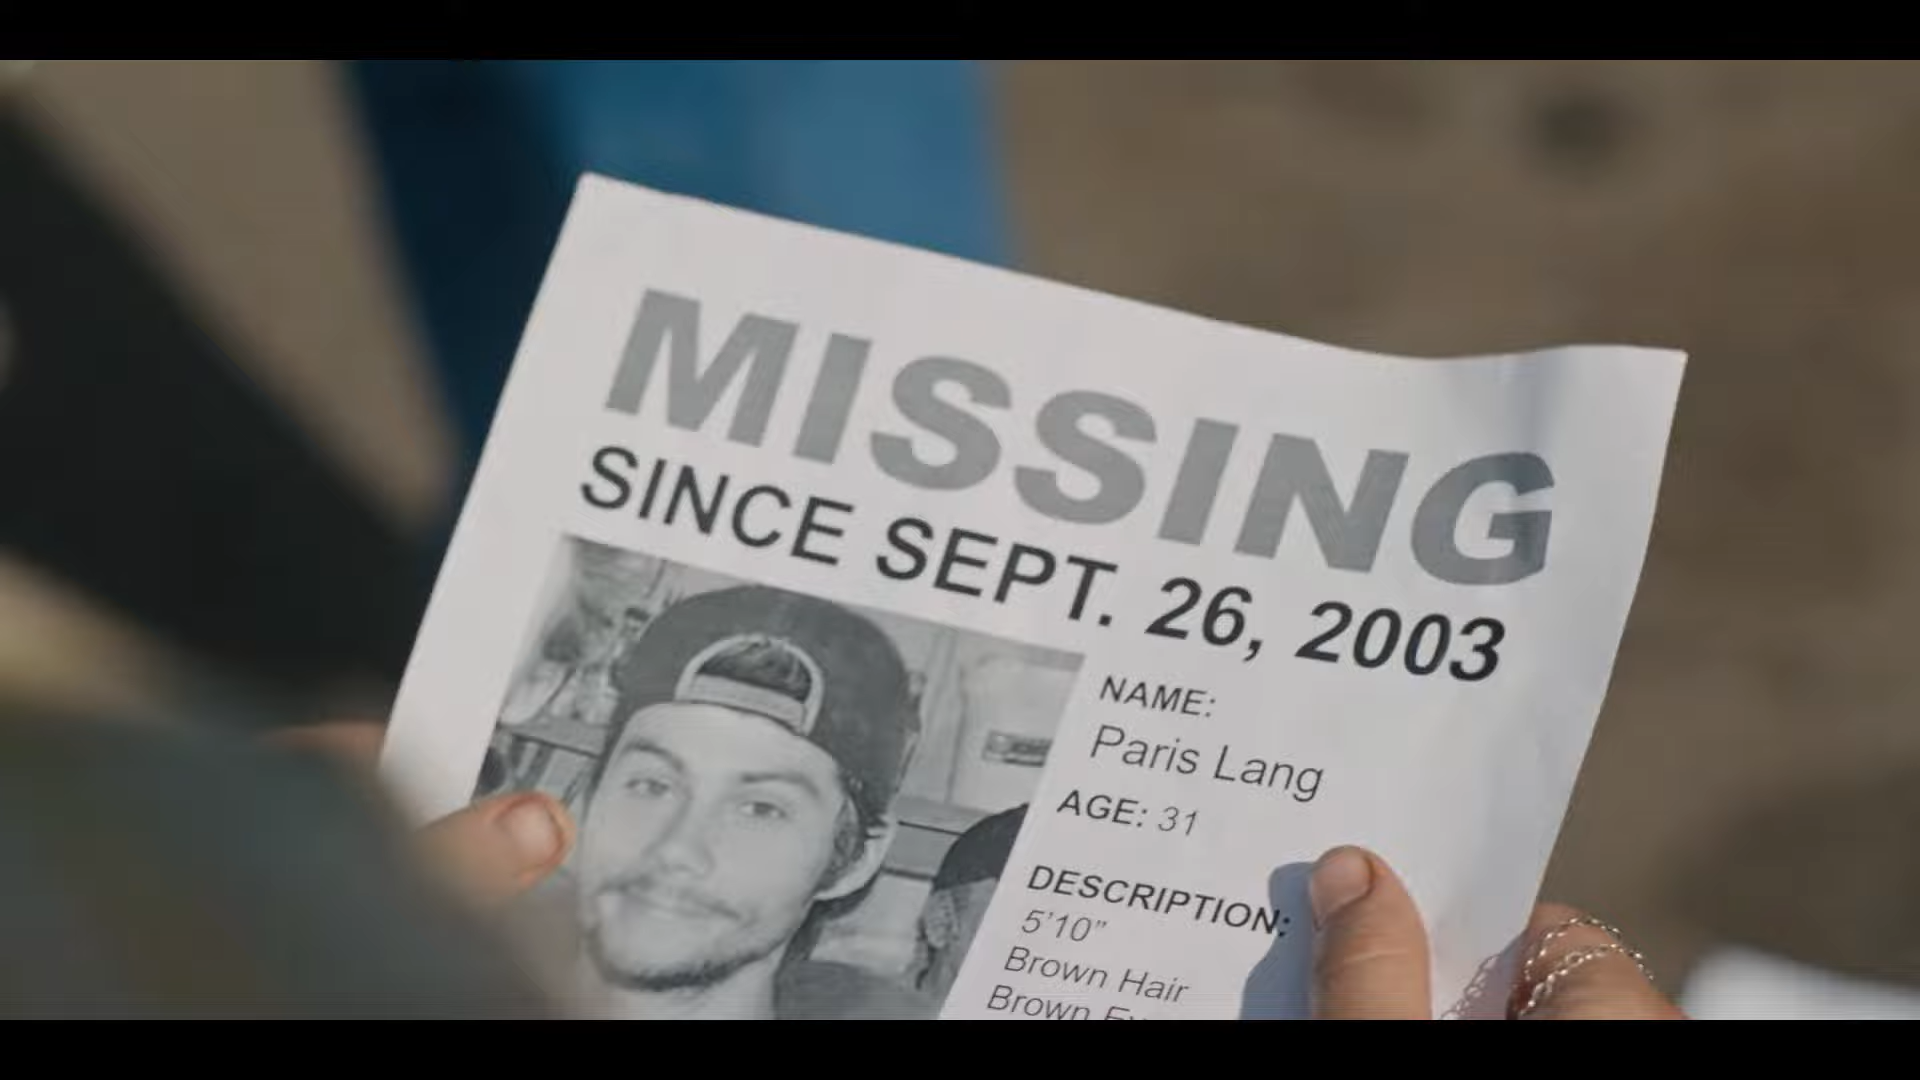 MISSING
SINCE SEPT. 26, 2003
NAME:
Paris Lang
AGE: 31
DESCRIPTION:
5’10”
Brown Hair
Brown